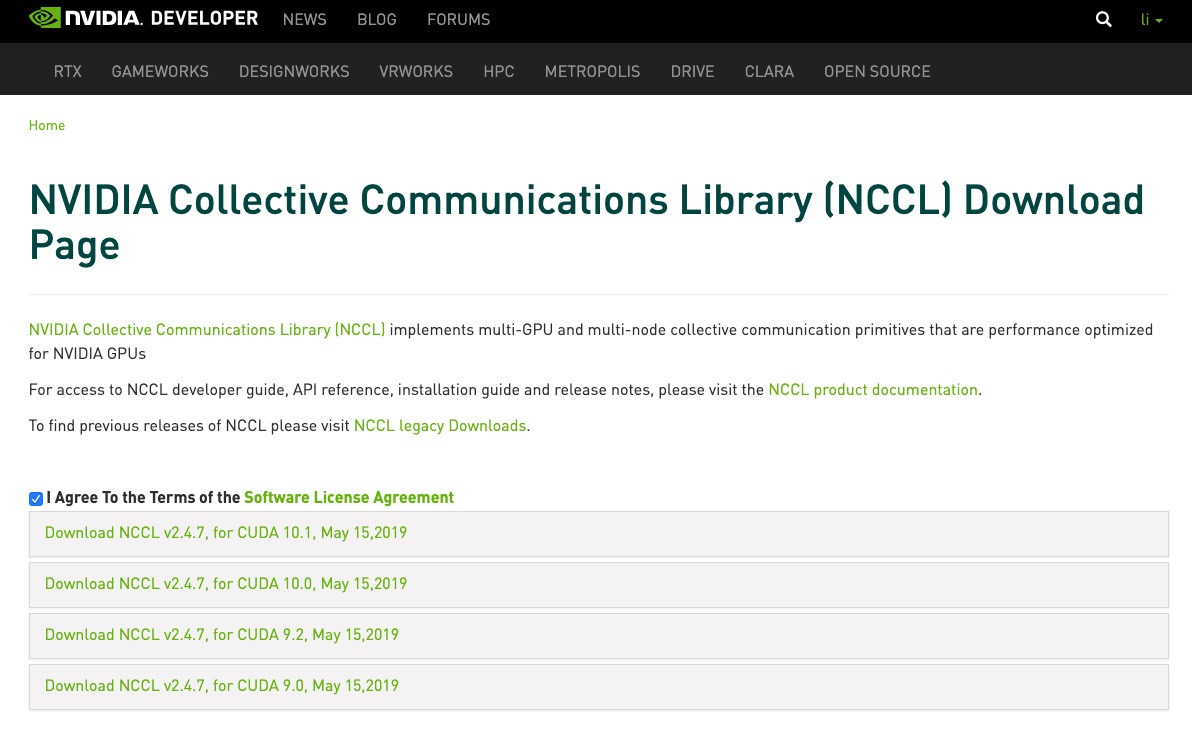 NVIDIA. DEVELOPER NEWS BLOG FORUMS li
RTX GAMEWORKS DESIGNWORKS VRWORKS HPC METROPOLIS DRIVE CLARA OPEN SOURCE
Home
NVIDIA Collective Communications Library (NCCL) Download
Page
NVIDIA Collective Communications Library (NCCL) implements multi-GPU and multi-node collective communication primitives that are performance optimized
for NVIDIA GPUs
For access to NCCL developer guide, API reference, installation guide and release notes, please visit the NCCL product documentation.
To find previous releases of NCCL please visit NCCL legacy Downloads.
I Agree To the Terms of the Software License Agreement
Download NCCL v2.4.7, for CUDA 10.1, May 15,2019
Download NCCL v2.4.7, for CUDA 10.0, May 15,2019
Download NCCL v2.4.7, for CUDA 9.2, May 15,2019
Download NCCL v2.4.7, for CUDA 9.0, May 15,2019